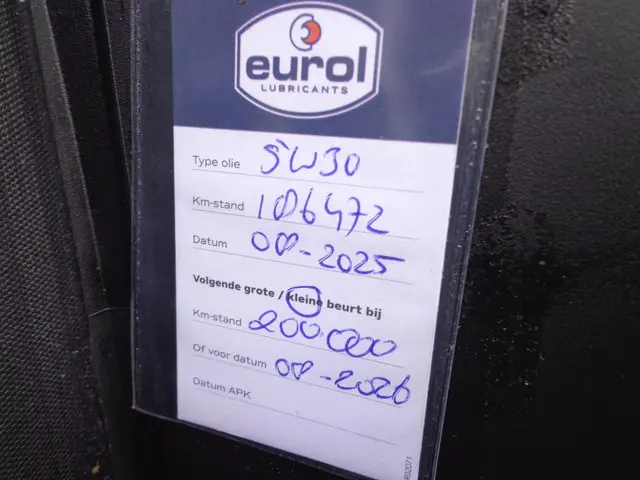 eurol
LUBRICANTS
Type olie 5W30
Km-stand 186472
Datum 08-2025
Volgende grote / kleine beurt bij
Km-stand 200.000
Of voor datum 08-2026
Datum APK